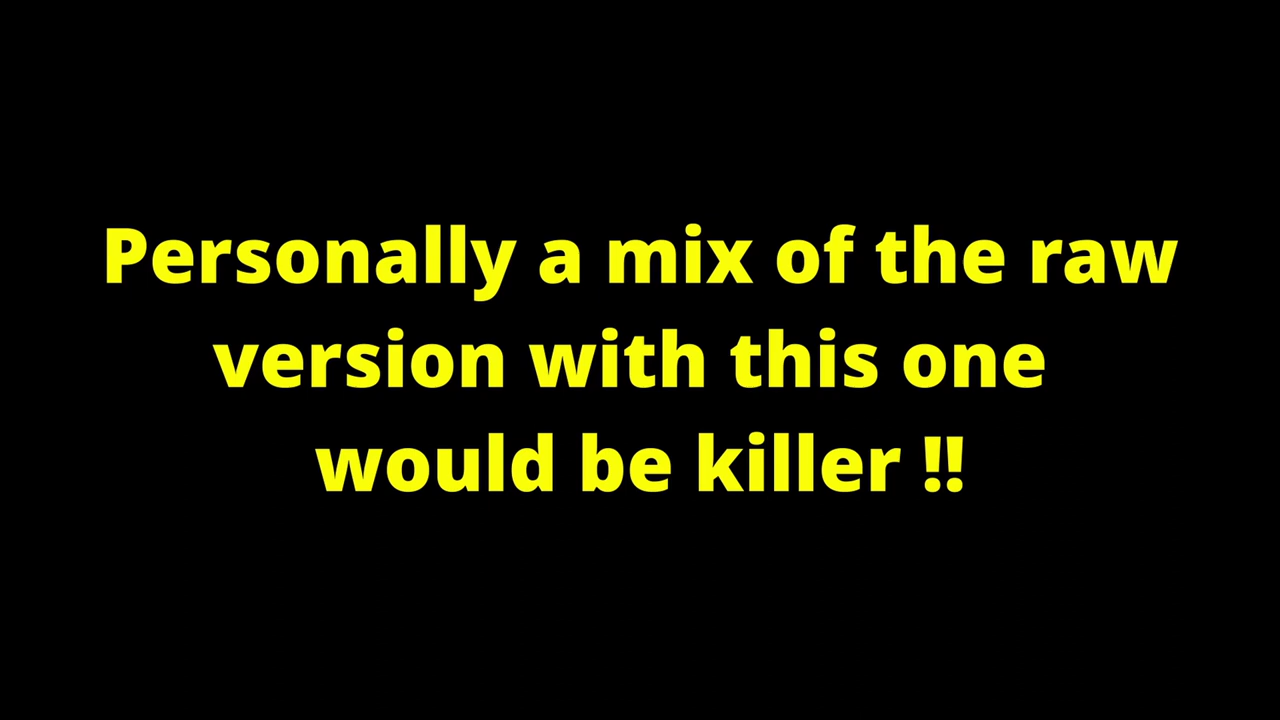 Personally a mix of the raw
version with this one
would be killer !!